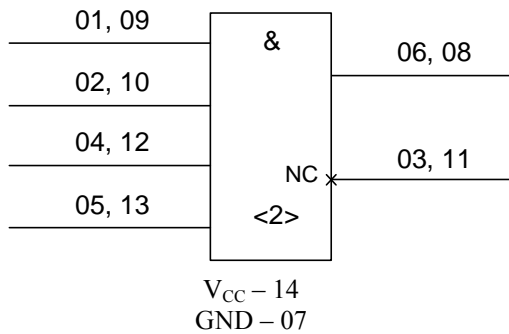 01, 09
&
06, 08
02, 10
04, 12
03, 11
NC
05, 13
<2>
VCC – 14
GND – 07